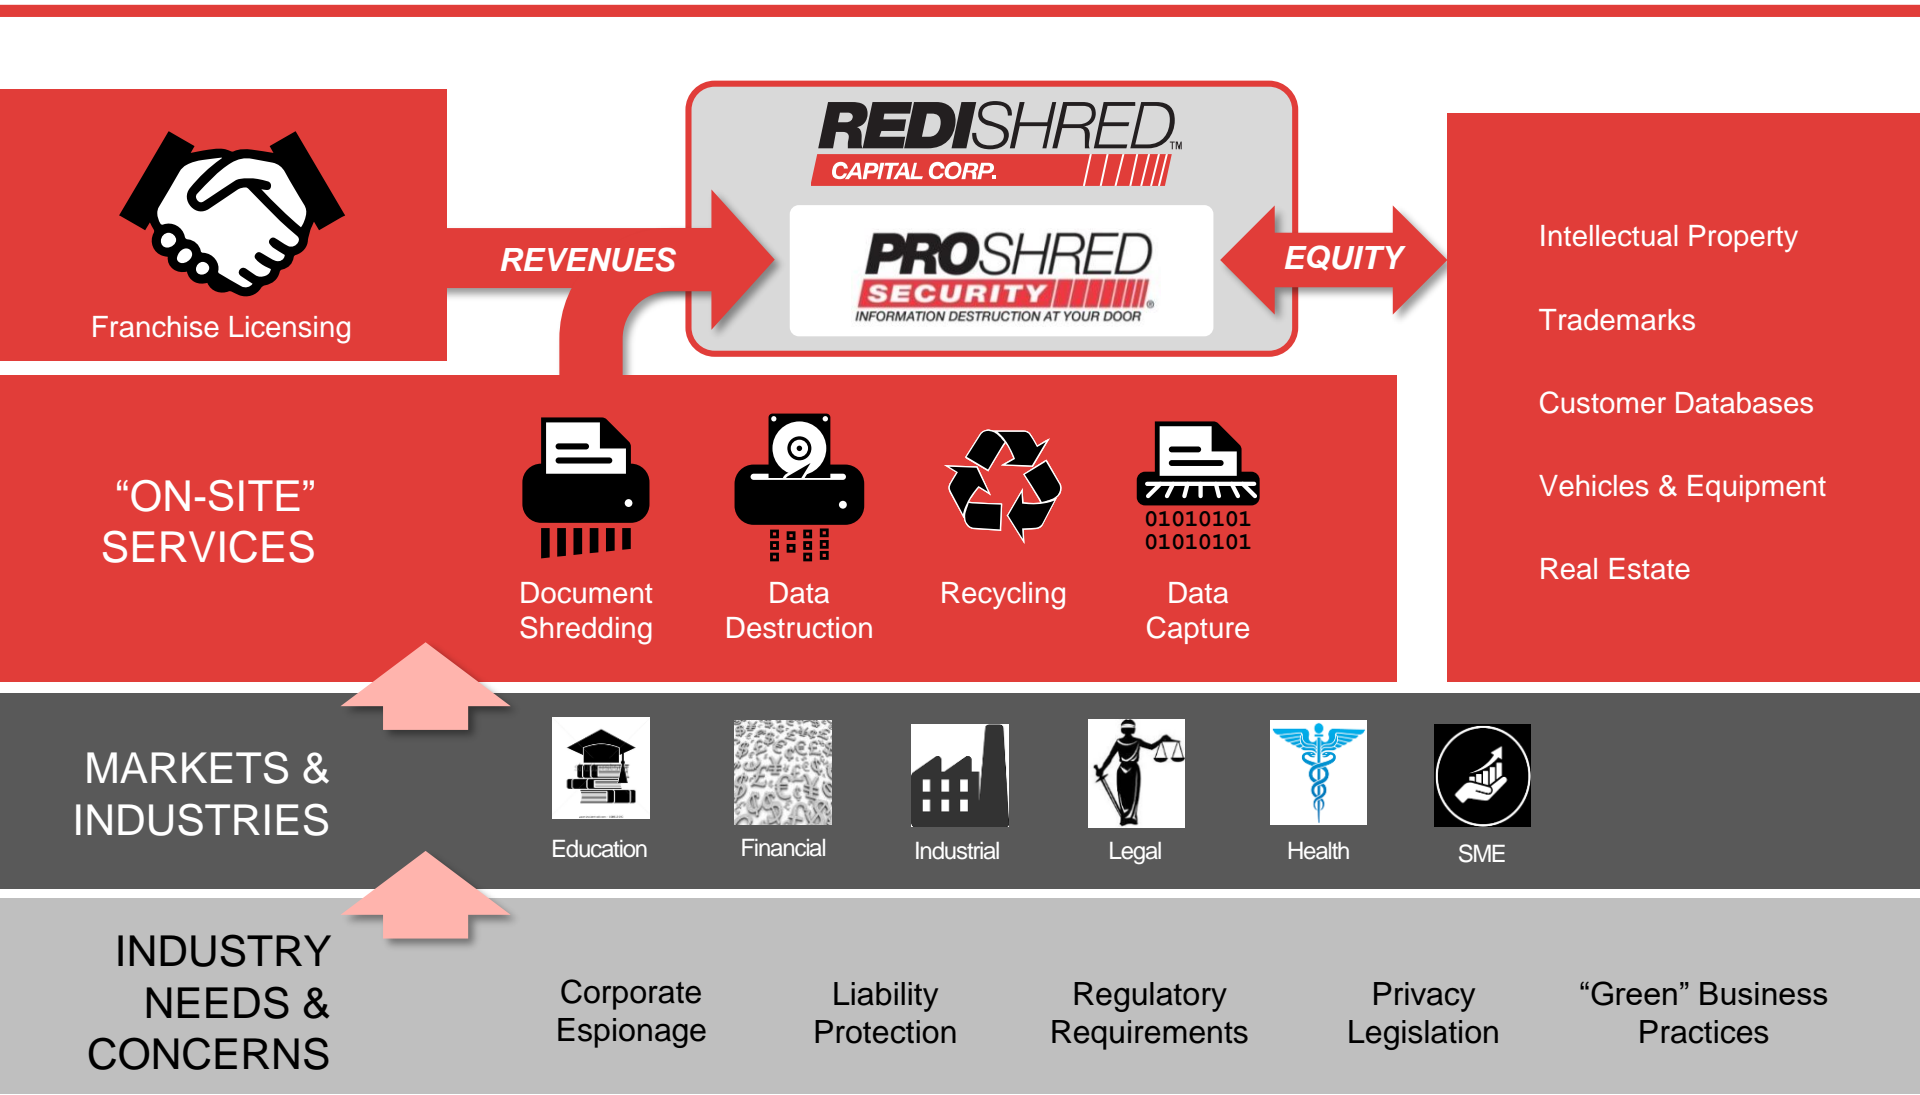 REDISHRED™
CAPITAL CORP.
PROSHRED
SECURITY®
INFORMATION DESTRUCTION AT YOUR DOOR
REVENUES
EQUITY
Franchise Licensing
Intellectual Property
Trademarks
Customer Databases
Vehicles & Equipment
Real Estate
“ON-SITE”
SERVICES
01010101
01010101
Document
Shredding
Data
Destruction
Recycling
Data
Capture
MARKETS &
INDUSTRIES
Education
Financial
Industrial
Legal
Health
SME
INDUSTRY
NEEDS &
CONCERNS
Corporate
Espionage
Liability
Protection
Regulatory
Requirements
Privacy
Legislation
“Green” Business
Practices